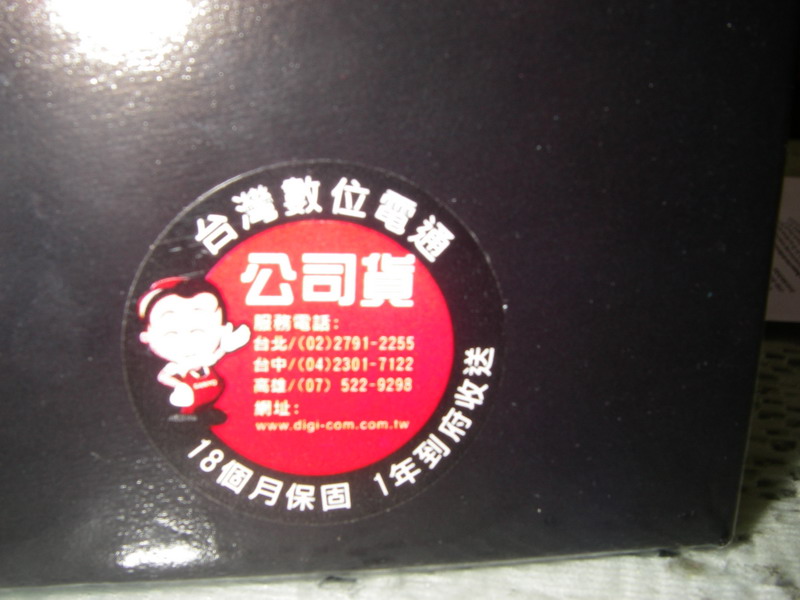 台灣數位電通
公司貨
服務電話:
台北/(02)2791-2255
台中/(04)2301-7122
高雄/(07) 522-9298
網址:
www.digi-com.com.tw
18個月保固 1年到府收送